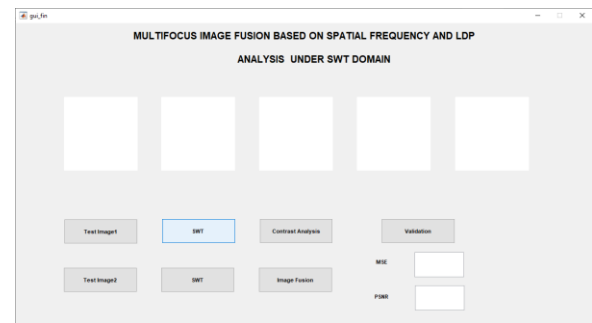 gui_fin
MULTIFOCUS IMAGE FUSION BASED ON SPATIAL FREQUENCY AND LDP
ANALYSIS UNDER SWT DOMAIN
Test Image1
SWT
Contrast Analysis
Validation
MSE
Test Image2
SWT
Image Fusion
PSNR